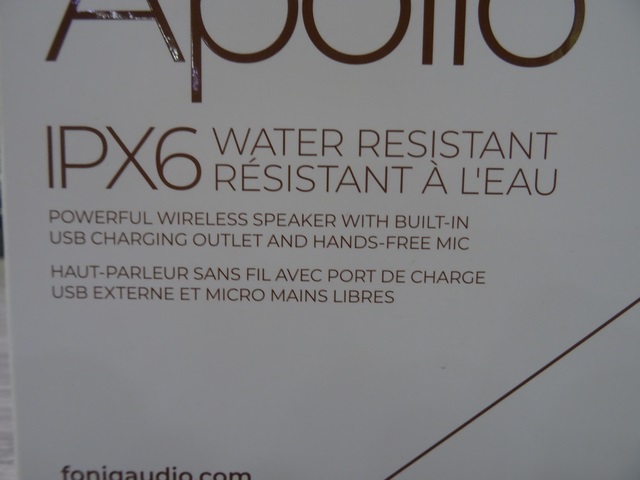 Apollo
IPX6 WATER RESISTANT
RÉSISTANT À L'EAU
POWERFUL WIRELESS SPEAKER WITH BUILT-IN
USB CHARGING OUTLET AND HANDS-FREE MIC
HAUT-PARLEUR SANS FIL AVEC PORT DE CHARGE
USB EXTERNE ET MICRO MAINS LIBRES
foniqaudio.com